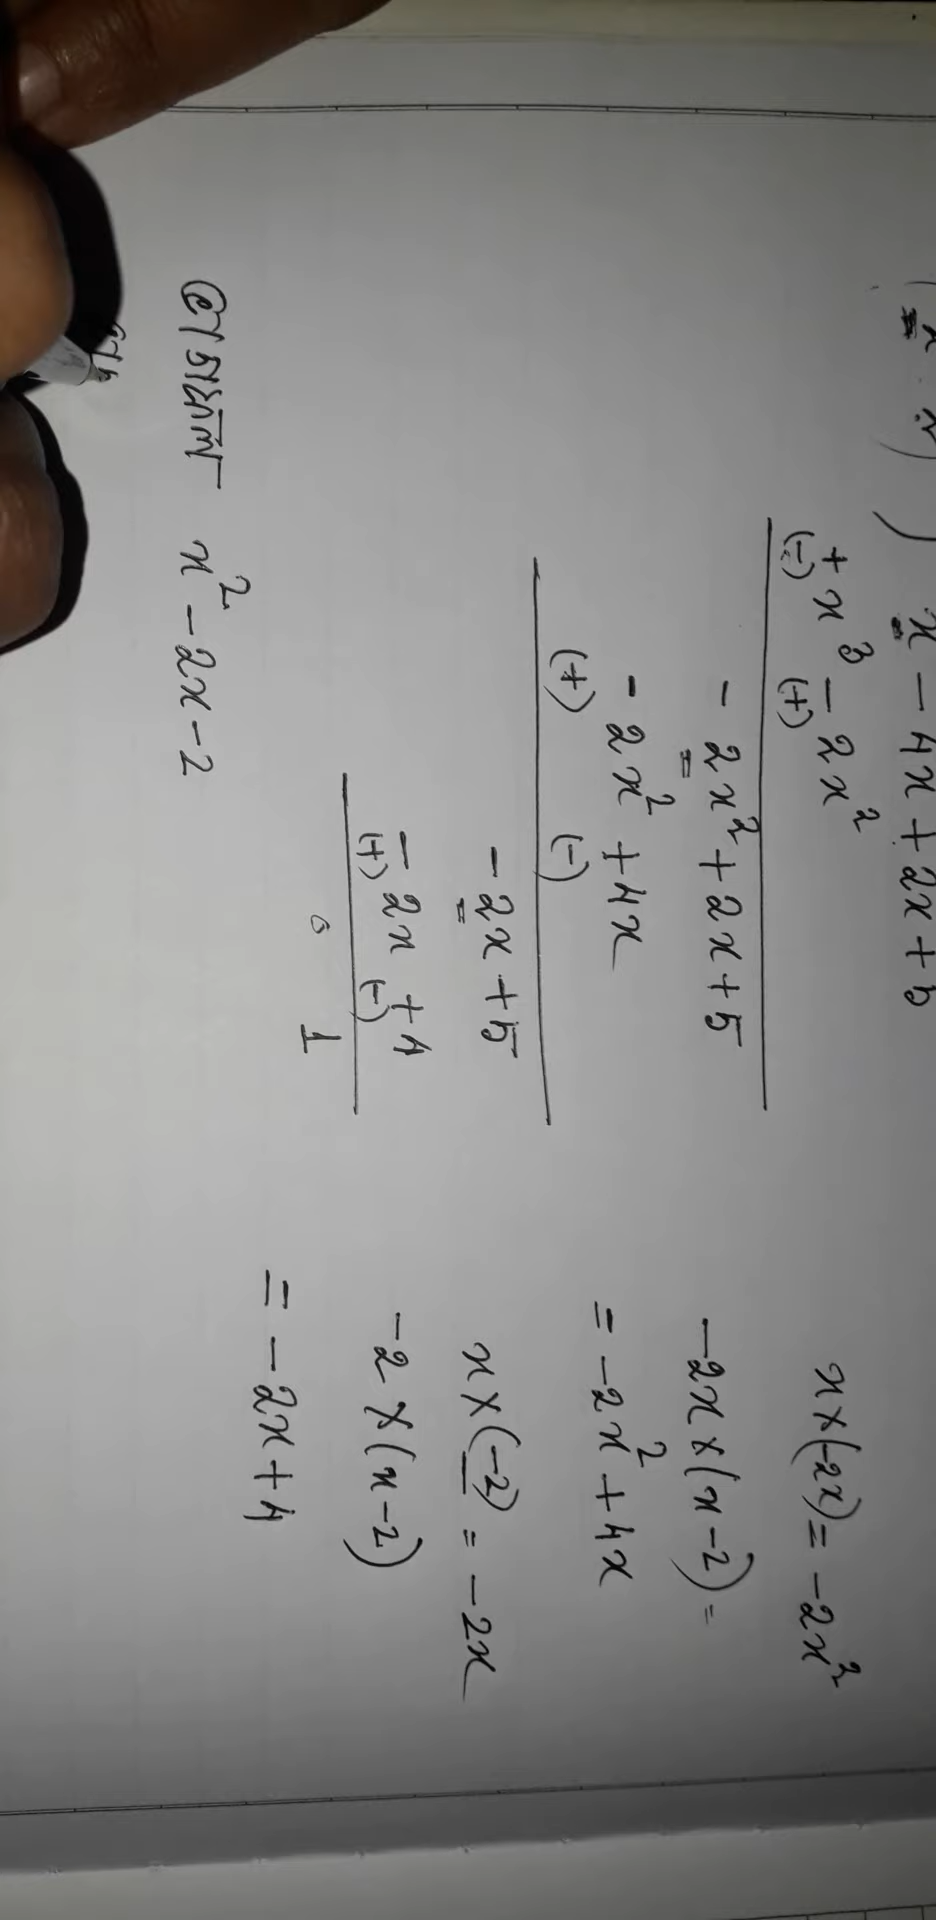 x - 4x + 2x + 5
+ x³ - 2x² x×(-2x) = -2x²
(-) (+)
- 2x² + 2x + 5 -2x×(x-2) =
- 2x² + 4x = -2x² + 4x
(+) (-)
- 2x + 5 x×(-2) = -2x
- 2x + 4 -2×(x-2)
(+) (-)
0 1 = -2x + 4
ভাগফল x² - 2x - 2